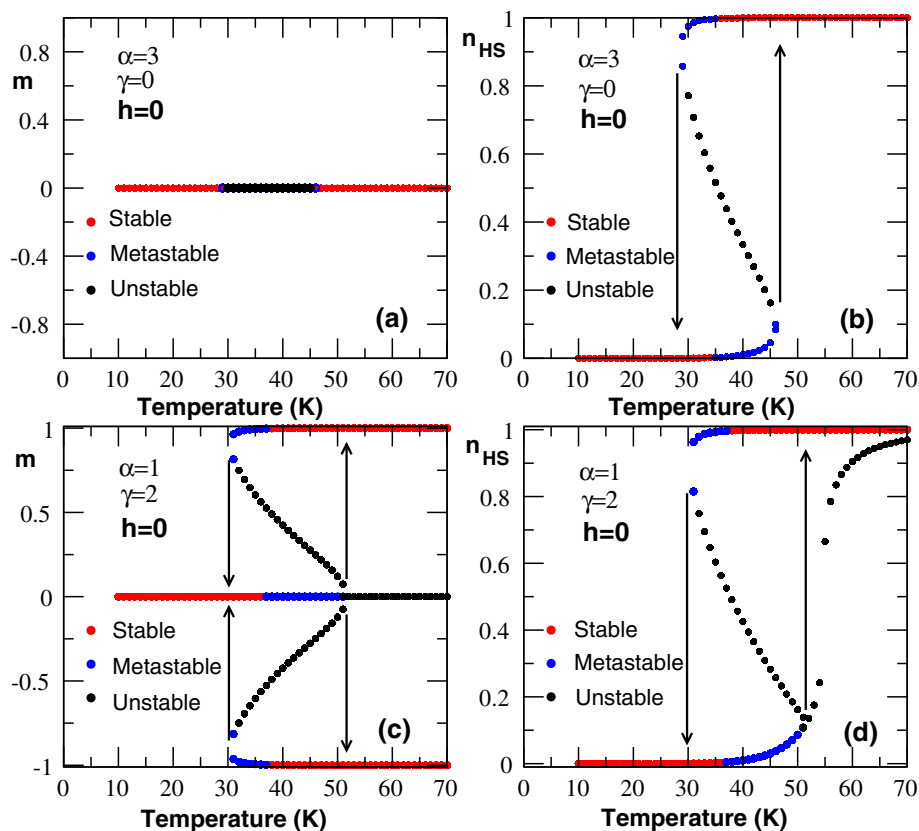 m
0.8
0.4
0
-0.4
-0.8
α=3
γ=0
h=0
Stable
Metastable
Unstable
(a)
0 10 20 30 40 50 60 70
Temperature (K)
n HS
1
0.8
0.6
0.4
0.2
0
α=3
γ=0
h=0
Stable
Metastable
Unstable
(b)
0 10 20 30 40 50 60 70
Temperature (K)
m
1
0.5
0
-0.5
-1
α=1
γ=2
h=0
Stable
Metastable
Unstable
(c)
0 10 20 30 40 50 60 70
Temperature (K)
n HS
1
0.8
0.6
0.4
0.2
0
α=1
γ=2
h=0
Stable
Metastable
Unstable
(d)
0 10 20 30 40 50 60 70
Temperature (K)